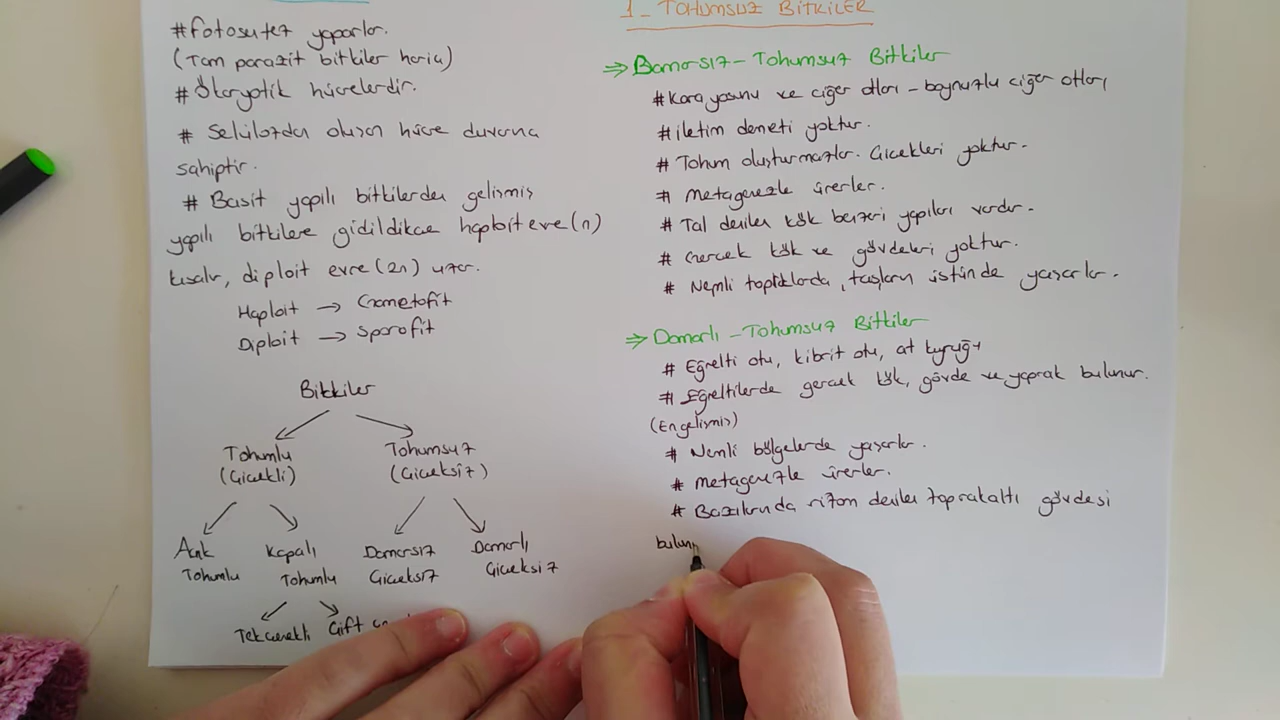 #fotosentez yaparlar.
(Tam parazit bitkiler hariç)
#Ökaryotik hücrelerdir.
# Selülozdan oluşan hücre duvarına
sahiptir.
# Basit yapılı bitkilerden gelişmiş
yapılı bitkilere gidildikçe haploit evre (n)
kısalır, diploit evre (2n) uzar.
Haploit → Gametofit
Diploit → Sporofit
Bitkiler
Tohumlu
(Çiçekli)
Tohumsuz
(Çiçeksiz)
Açık
Tohumlu
Kapalı
Tohumlu
Damarsız
Çiçeksiz
Damarlı
Çiçeksiz
Tek çenekli
Çift
1- TOHUMSUZ BİTKİLER
⇒ Damarsız-Tohumsuz Bitkiler
#Kara yosunu ve ciğer otları - boynuzlu ciğer otları
#iletim demeti yoktur.
# Tohum oluşturmazlar. Çiçekleri yoktur.
# Metagenezle ürerler.
# Tal denilen kök benzeri yapıları vardır.
# Gerçek kök ve gövdeleri yoktur.
# Nemli topraklarda, taşların üstünde yaşarlar.
⇒ Damarlı-Tohumsuz Bitkiler
# Eğrelti otu, kibrit otu, at kuyruğu
# Eğreltilerde gerçek kök, gövde ve yaprak bulunur.
(En gelişmiş)
# Nemli bölgelerde yaşarlar.
# metagenezle ürerler.
# Bazılarında rizom denilen toprakaltı gövdesi
bulun